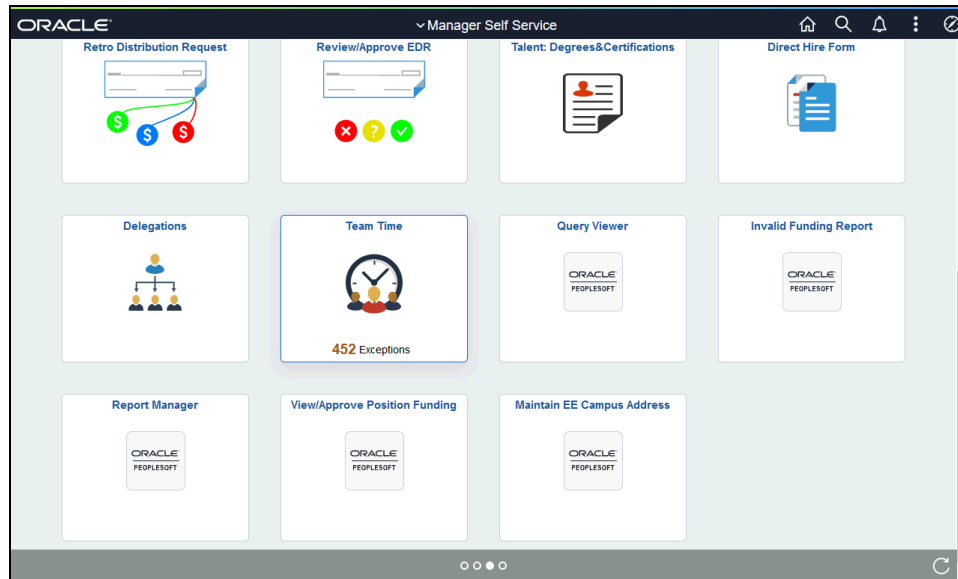 ORACLE
Manager Self Service
Retro Distribution Request
Review/Approve EDR
Talent: Degrees&Certifications
Direct Hire Form
$ $ $
?
Delegations
Team Time
Query Viewer
Invalid Funding Report
ORACLE
PEOPLESOFT
ORACLE
PEOPLESOFT
452 Exceptions
Report Manager
View/Approve Position Funding
Maintain EE Campus Address
ORACLE
PEOPLESOFT
ORACLE
PEOPLESOFT
ORACLE
PEOPLESOFT